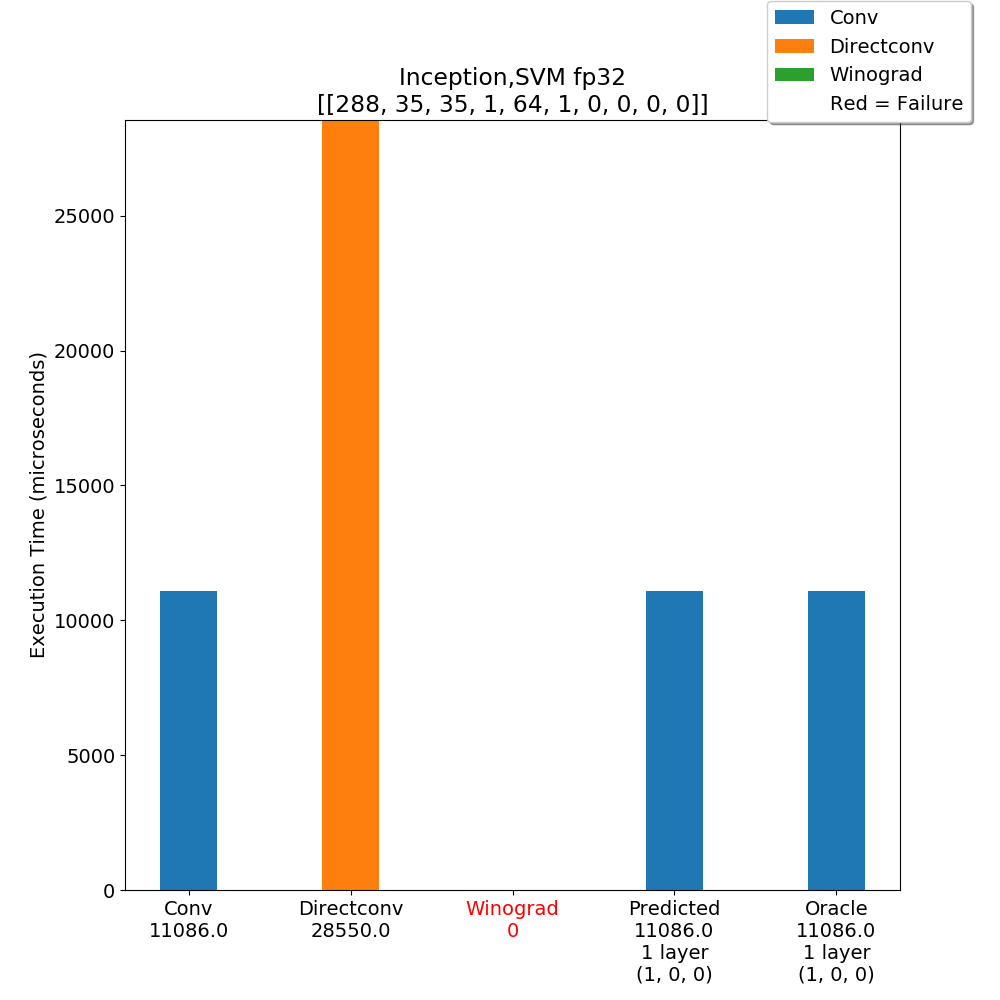 Conv
Directconv
Winograd
Red = Failure
Inception,SVM fp32
[[288, 35, 35, 1, 64, 1, 0, 0, 0, 0]]
Execution Time (microseconds)
25000
20000
15000
10000
5000
0
Conv
11086.0
Directconv
28550.0
Winograd
0
Predicted
11086.0
1 layer
(1, 0, 0)
Oracle
11086.0
1 layer
(1, 0, 0)